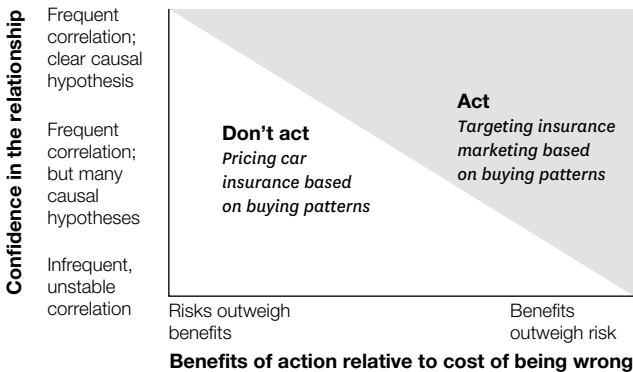 Confidence in the relationship
Frequent
correlation;
clear causal
hypothesis
Frequent
correlation;
but many
causal
hypotheses
Infrequent,
unstable
correlation
Don’t act
Pricing car
insurance based
on buying patterns
Act
Targeting insurance
marketing based
on buying patterns
Risks outweigh
benefits
Benefits
outweigh risk
Benefits of action relative to cost of being wrong